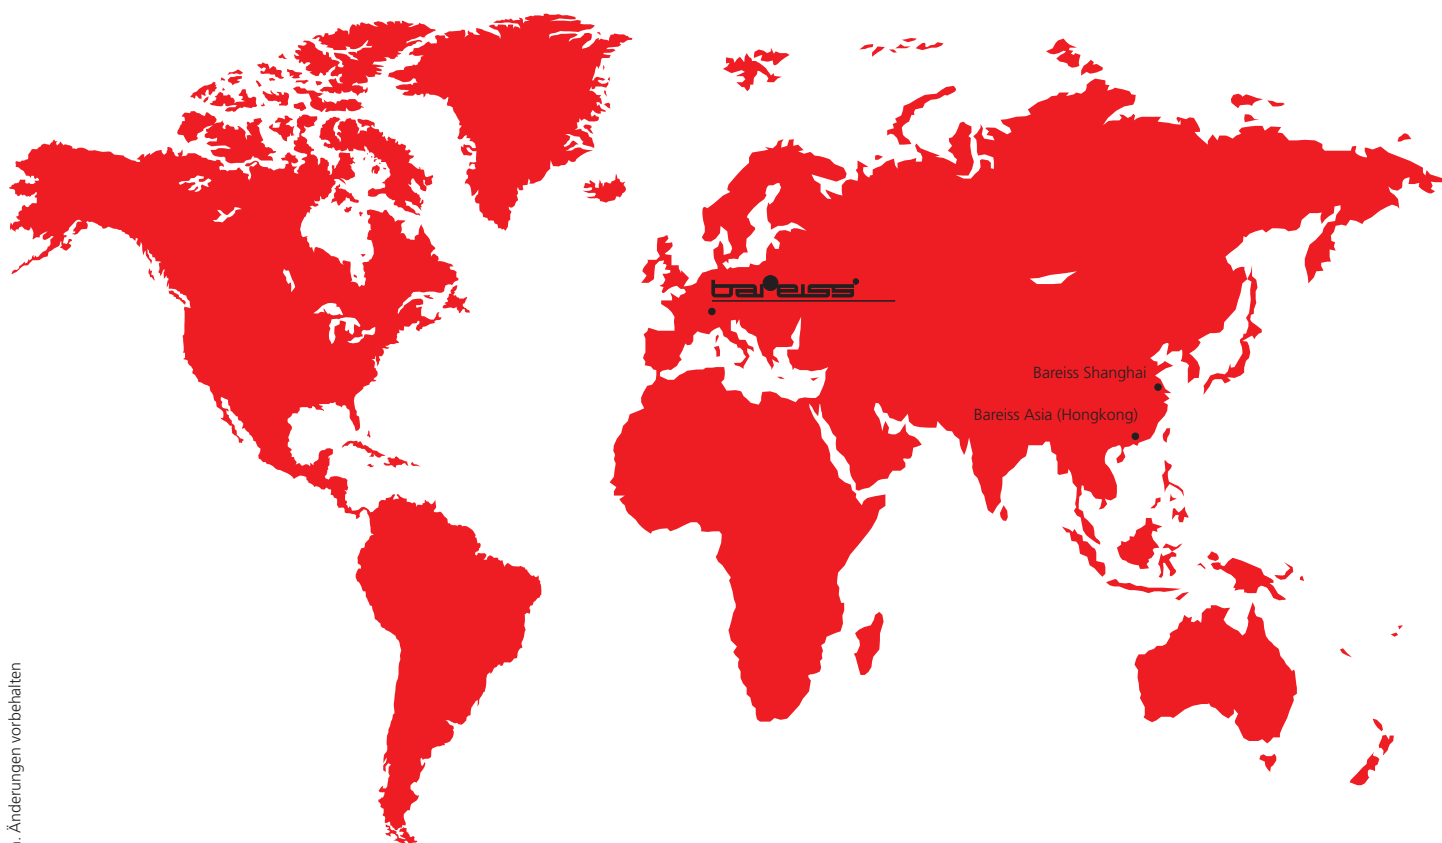 bareiss
Bareiss Shanghai
Bareiss Asia (Hongkong)
Änderungen vorbehalten